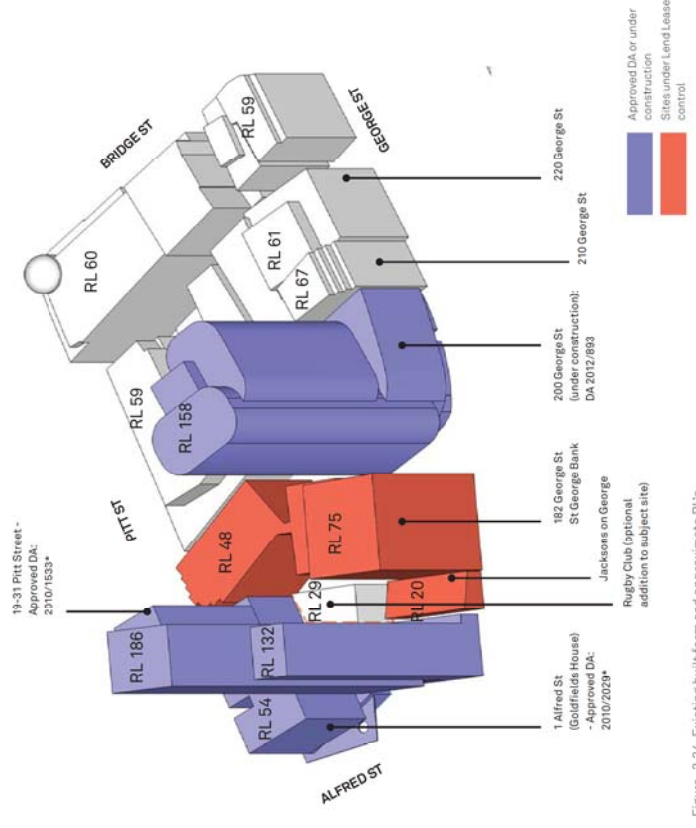 19-31 Pitt Street -
Approved DA:
2010/1533*
BRIDGE ST
PITT ST
GEORGE ST
ALFRED ST
RL 60
RL 59
RL 59
RL 61
RL 67
RL 158
RL 48
RL 75
RL 29
RL 20
RL 186
RL 132
RL 54
1 Alfred St
(Goldfields House)
- Approved DA:
2010/2029*
Rugby Club (optional
addition to subject site)
Jacksons on George
182 George St
St George Bank
200 George St
(under construction):
DA 2012/893
210 George St
220 George St
Approved DA or under
construction
Sites under Lend Lease
control